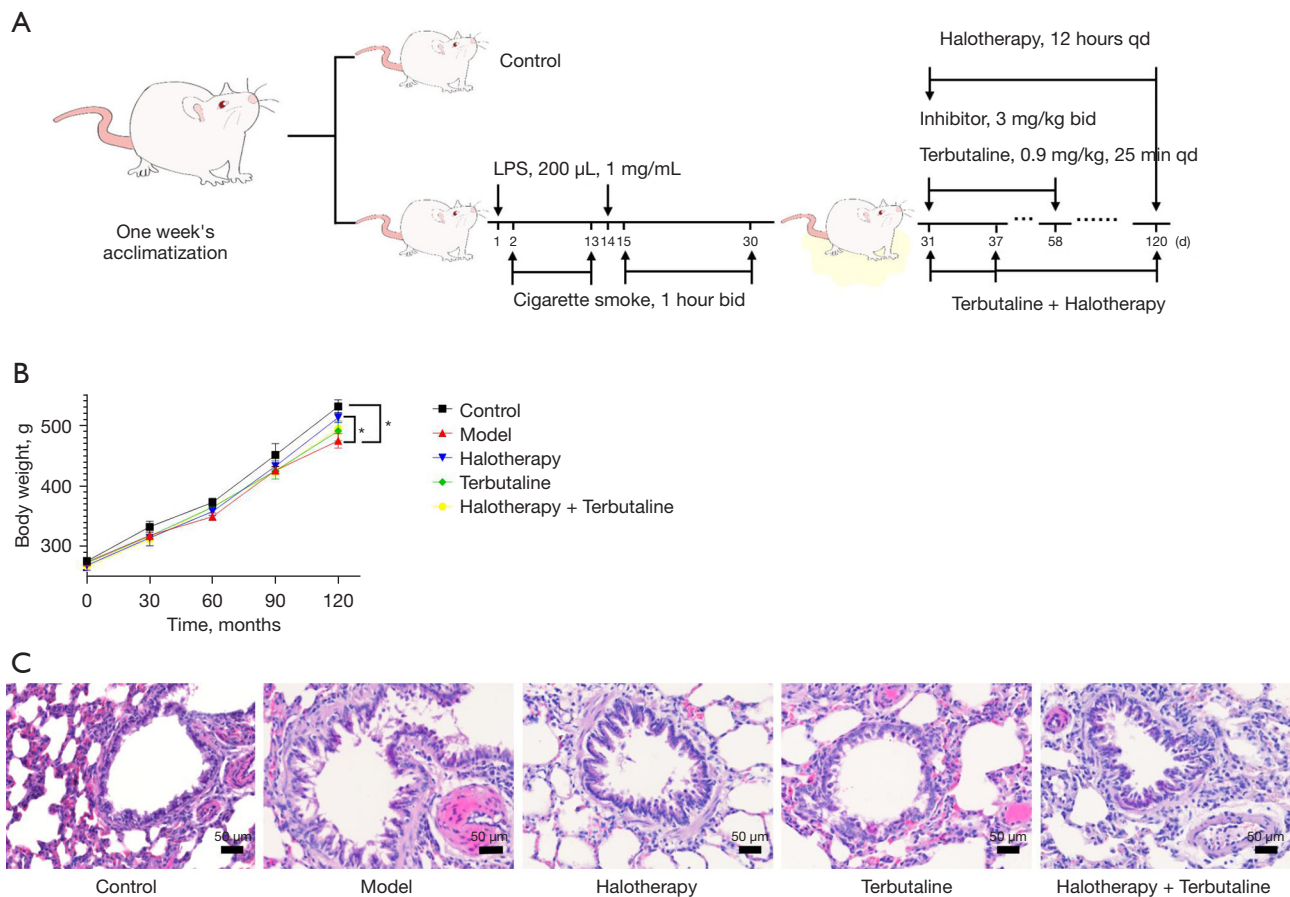 A
Control
One week's
acclimatization
LPS, 200 µL, 1 mg/mL
1 2 13 14 15 30
Cigarette smoke, 1 hour bid
Halotherapy, 12 hours qd
Inhibitor, 3 mg/kg bid
Terbutaline, 0.9 mg/kg, 25 min qd
... ......
31 37 58 120 (d)
Terbutaline + Halotherapy
B
Body weight, g
500
400
300
0 30 60 90 120
Time, months
* *
Control
Model
Halotherapy
Terbutaline
Halotherapy + Terbutaline
C
50 µm 50 µm 50 µm 50 µm 50 µm
Control Model Halotherapy Terbutaline Halotherapy + Terbutaline